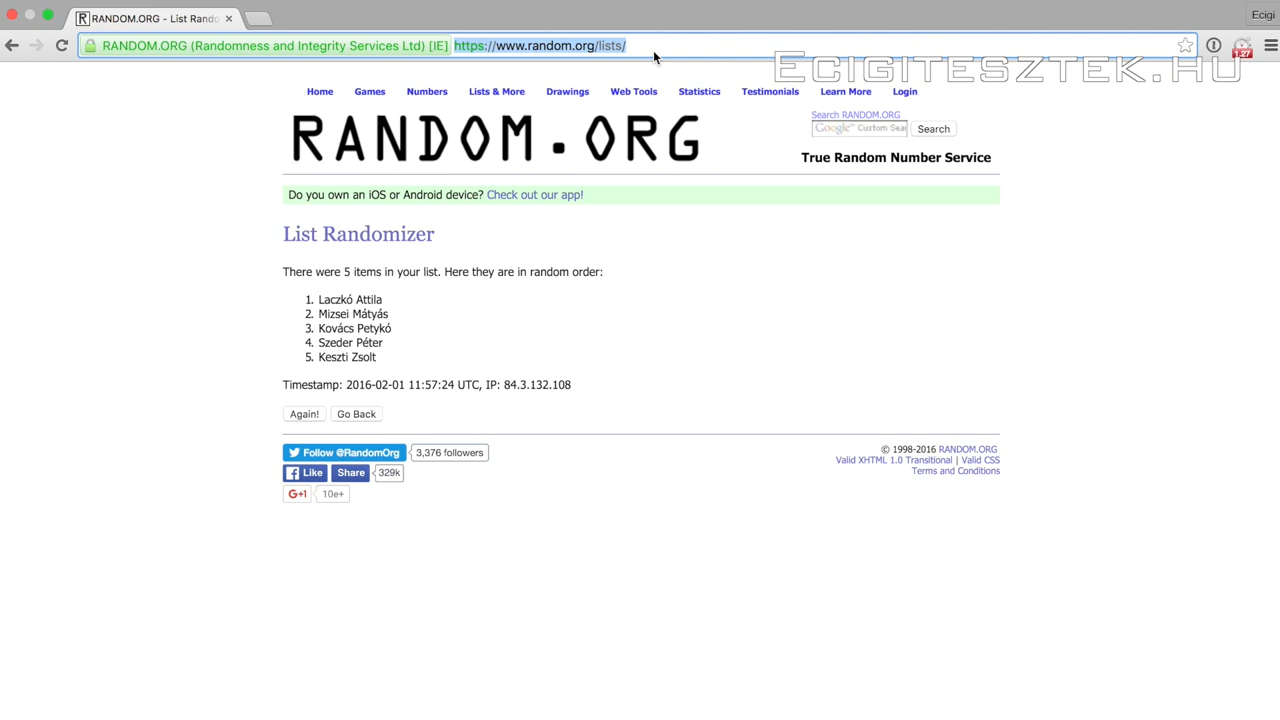 RANDOM.ORG - List Rando
Ecigi
RANDOM.ORG (Randomness and Integrity Services Ltd) [IE] https://www.random.org/lists/
1.27
ECIGITESZTEK.HU
Home Games Numbers Lists & More Drawings Web Tools Statistics Testimonials Learn More Login
RANDOM.ORG
Search RANDOM.ORG
Google™ Custom Sea Search
True Random Number Service
Do you own an iOS or Android device? Check out our app!
List Randomizer
There were 5 items in your list. Here they are in random order:
1. Laczkó Attila
2. Mizsei Mátyás
3. Kovács Petykó
4. Szeder Péter
5. Keszti Zsolt
Timestamp: 2016-02-01 11:57:24 UTC, IP: 84.3.132.108
Again! Go Back
Follow @RandomOrg 3,376 followers
Like Share 329k
G+1 10e+
© 1998-2016 RANDOM.ORG
Valid XHTML 1.0 Transitional | Valid CSS
Terms and Conditions